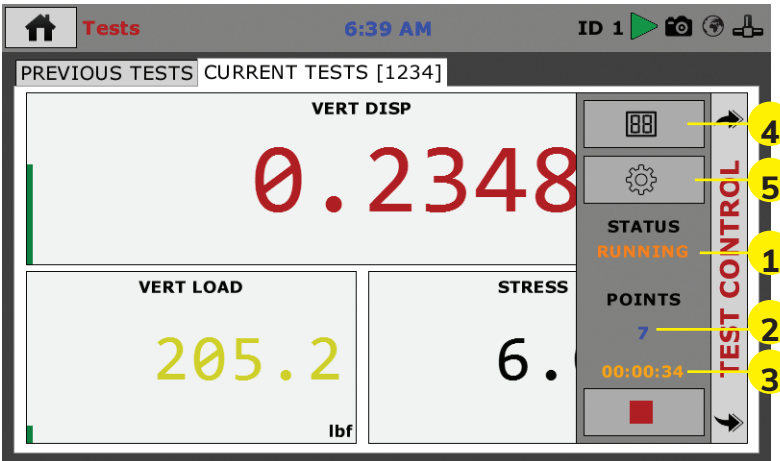 Tests 6:39 AM ID 1
PREVIOUS TESTS CURRENT TESTS [1234]
VERT DISP
0.2348
VERT LOAD
205.2
lbf
STRESS
6.
88
STATUS
RUNNING
POINTS
7
00:00:34
TEST CONTROL
4
5
1
2
3